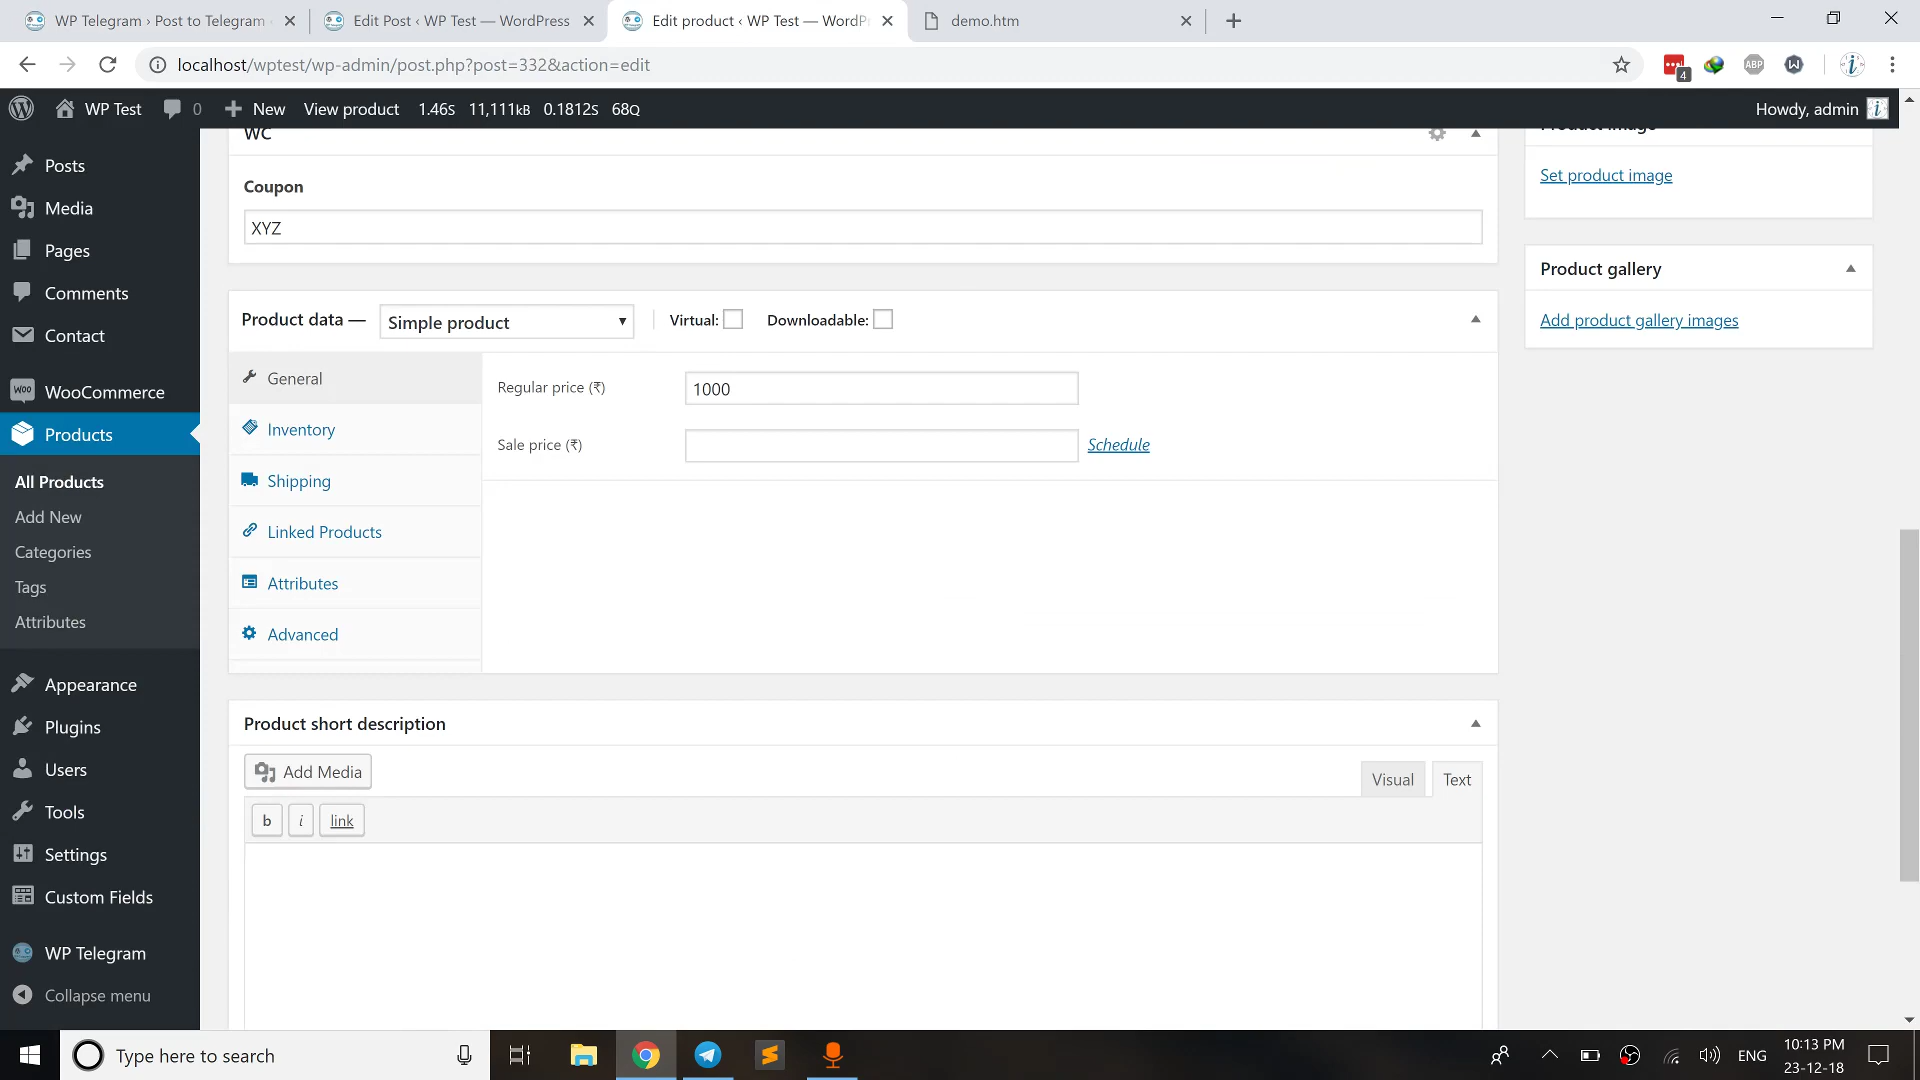 WP Telegram › Post to Telegram
Edit Post ‹ WP Test — WordPress
Edit product ‹ WP Test — WordP
demo.htm
localhost/wptest/wp-admin/post.php?post=332&action=edit
4
ABP
WP Test
0
New
View product
1.46S 11,111KB 0.1812S 68Q
Howdy, admin
Posts
Media
Pages
Comments
Contact
WooCommerce
Products
All Products
Add New
Categories
Tags
Attributes
Appearance
Plugins
Users
Tools
Settings
Custom Fields
WP Telegram
Collapse menu
WC
Coupon
XYZ
Product data —
Simple product
Virtual:
Downloadable:
General
Inventory
Shipping
Linked Products
Attributes
Advanced
Regular price (₹)
1000
Sale price (₹)
Schedule
Product short description
Add Media
Visual
Text
b
i
link
Product image
Set product image
Product gallery
Add product gallery images
Type here to search
ENG
10:13 PM
23-12-18